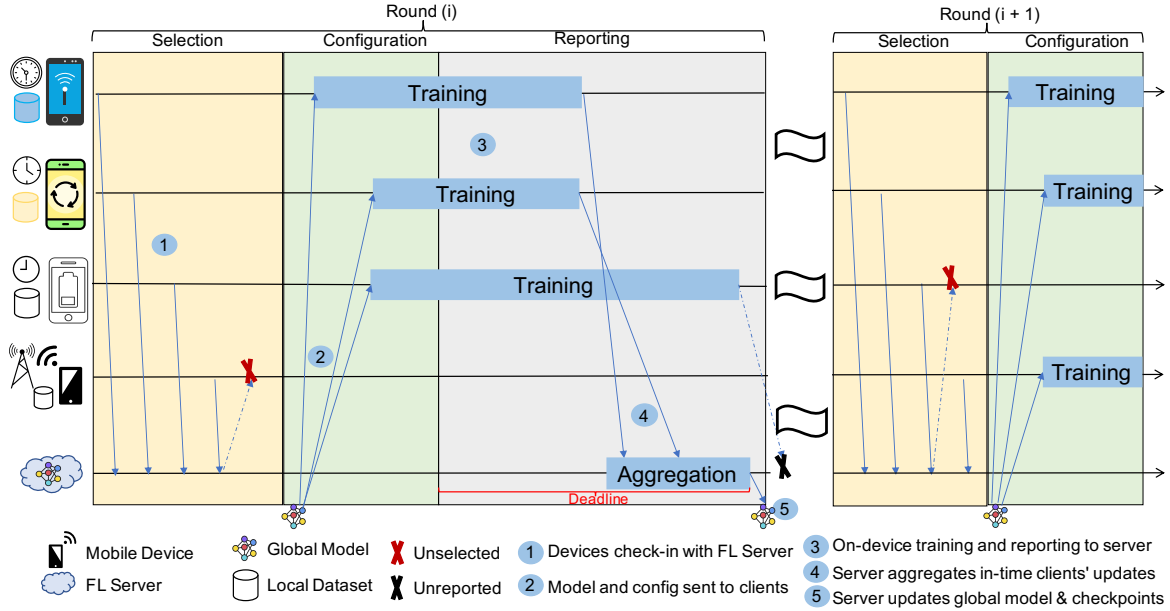 Round (i)
Round (i + 1)
Selection
Configuration
Reporting
Selection
Configuration
Training
Training
3
Training
Training
1
Training
2
Training
4
Aggregation
Deadline
5
Mobile Device
Global Model
Unselected
1 Devices check-in with FL Server
3 On-device training and reporting to server
FL Server
Local Dataset
Unreported
2 Model and config sent to clients
4 Server aggregates in-time clients' updates
5 Server updates global model & checkpoints